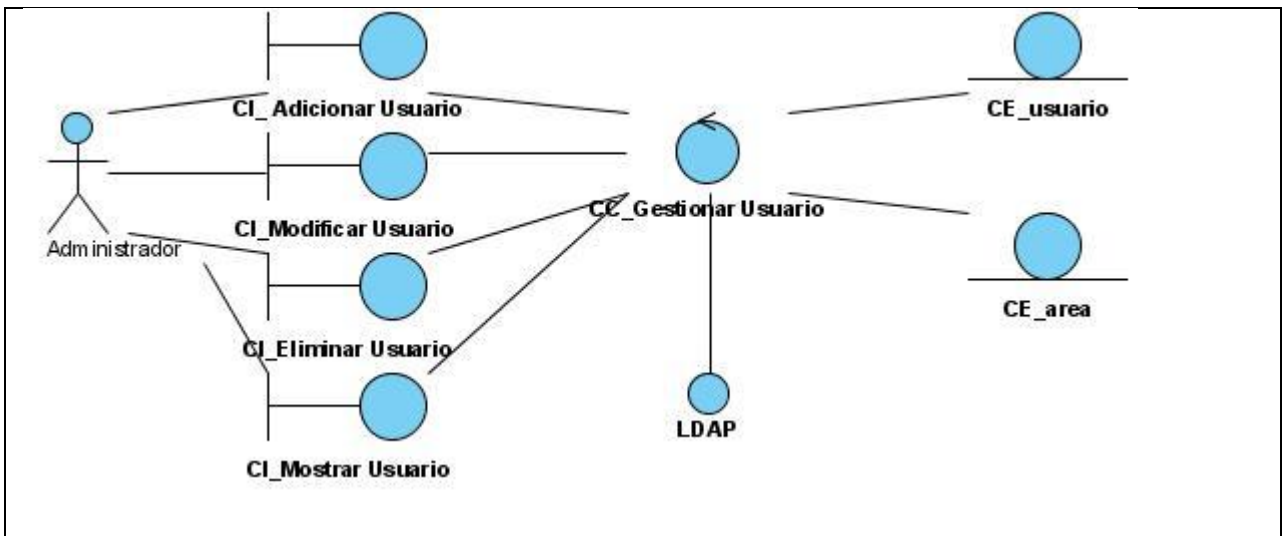 CI_ Adicionar Usuario
CE_usuario
CC_Gestionar Usuario
CI_Modificar Usuario
Administrador
CE_area
CI_Eliminar Usuario
LDAP
CI_Mostrar Usuario